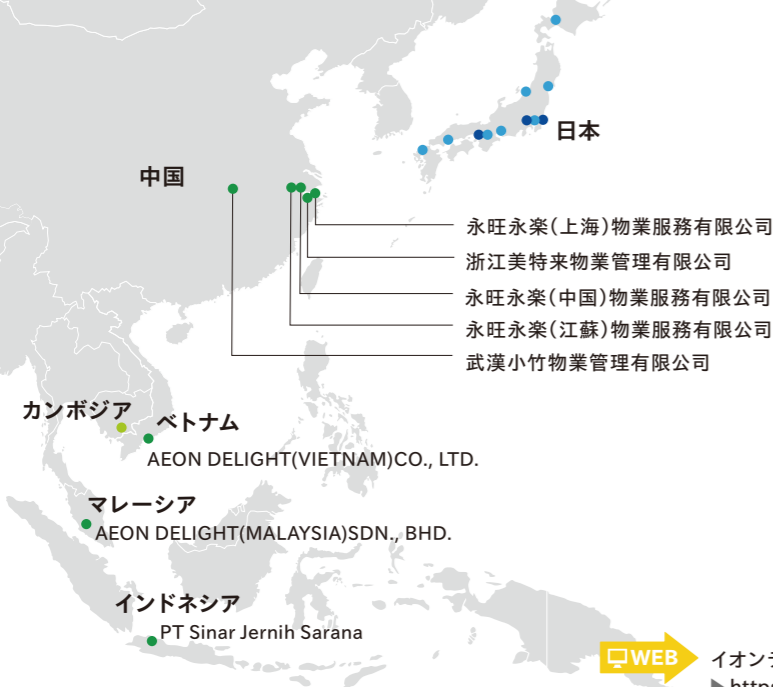 日本
中国
永旺永楽(上海)物業服務有限公司
浙江美特来物業管理有限公司
永旺永楽(中国)物業服務有限公司
永旺永楽(江蘇)物業服務有限公司
武漢小竹物業管理有限公司
カンボジア
ベトナム
AEON DELIGHT(VIETNAM)CO., LTD.
マレーシア
AEON DELIGHT(MALAYSIA)SDN., BHD.
インドネシア
PT Sinar Jernih Sarana
WEB
イオンデ
▶https